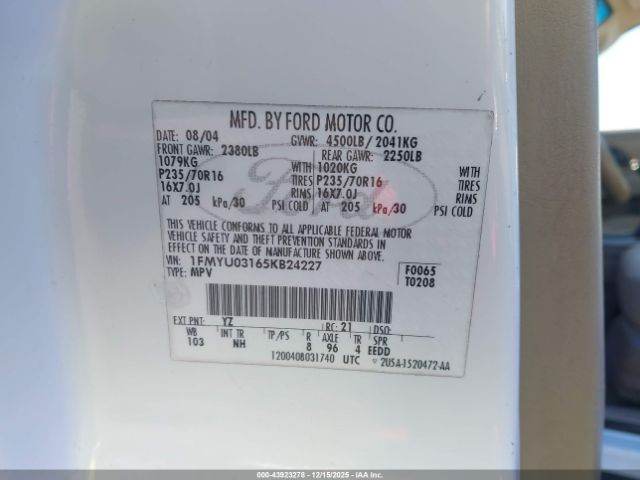 MFD. BY FORD MOTOR CO.
DATE: 08/04 GVWR: 4500LB/ 2041KG
FRONT GAWR: 2380LB REAR GAWR: 2250LB
1079KG WITH 1020KG WITH
P235/70R16 TIRES P235/70R16 TIRES
16X7.0J RIMS 16X7.0J RIMS
AT 205 kPa/30 PSI COLD AT 205 kPa/30 PSI COLD
THIS VEHICLE CONFORMS TO ALL APPLICABLE FEDERAL MOTOR
VEHICLE SAFETY AND THEFT PREVENTION STANDARDS IN
EFFECT ON THE DATE OF MANUFACTURE SHOWN ABOVE.
VIN: 1FMYU03165KB24227 F0065
TYPE: MPV T0208
Ford
EXT PNT: YZ RC: 21 DSO:
WB INT TR TP/PS R AXLE TR SPR
103 NH 8 96 4 EEDD
1200408031740 UTC 2U5A-1520472-AA
000-43923278 - 12/15/2025 - IAAI.COM